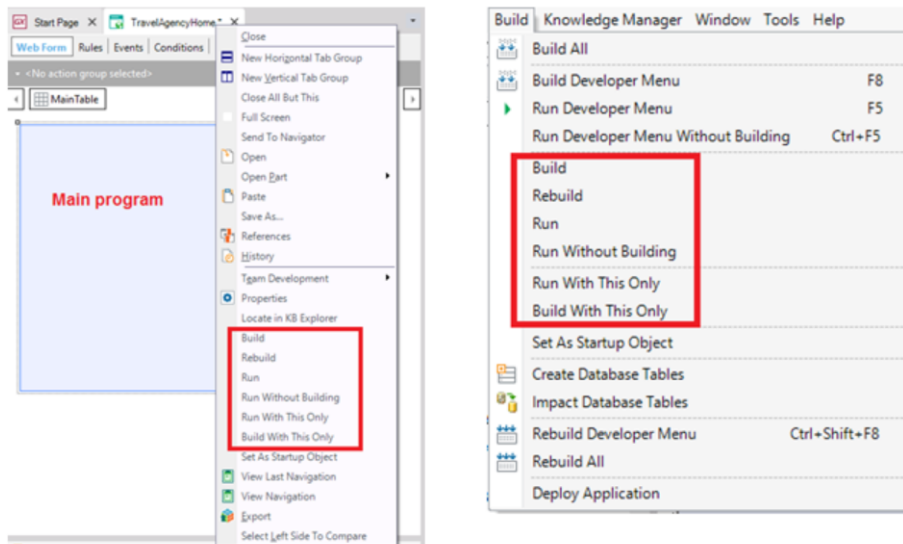 Start Page X TravelAgencyHome * X
Web Form Rules Events Conditions
<No action group selected>
MainTable
Main program
Close
New Horizontal Tab Group
New Vertical Tab Group
Close All But This
Full Screen
Send To Navigator
Open
Open Part
Paste
Save As...
References
History
Team Development
Properties
Locate in KB Explorer
Build
Rebuild
Run
Run Without Building
Run With This Only
Build With This Only
Set As Startup Object
View Last Navigation
View Navigation
Export
Select Left Side To Compare
Build Knowledge Manager Window Tools Help
Build All
Build Developer Menu F8
Run Developer Menu F5
Run Developer Menu Without Building Ctrl+F5
Build
Rebuild
Run
Run Without Building
Run With This Only
Build With This Only
Set As Startup Object
Create Database Tables
Impact Database Tables
Rebuild Developer Menu Ctrl+Shift+F8
Rebuild All
Deploy Application